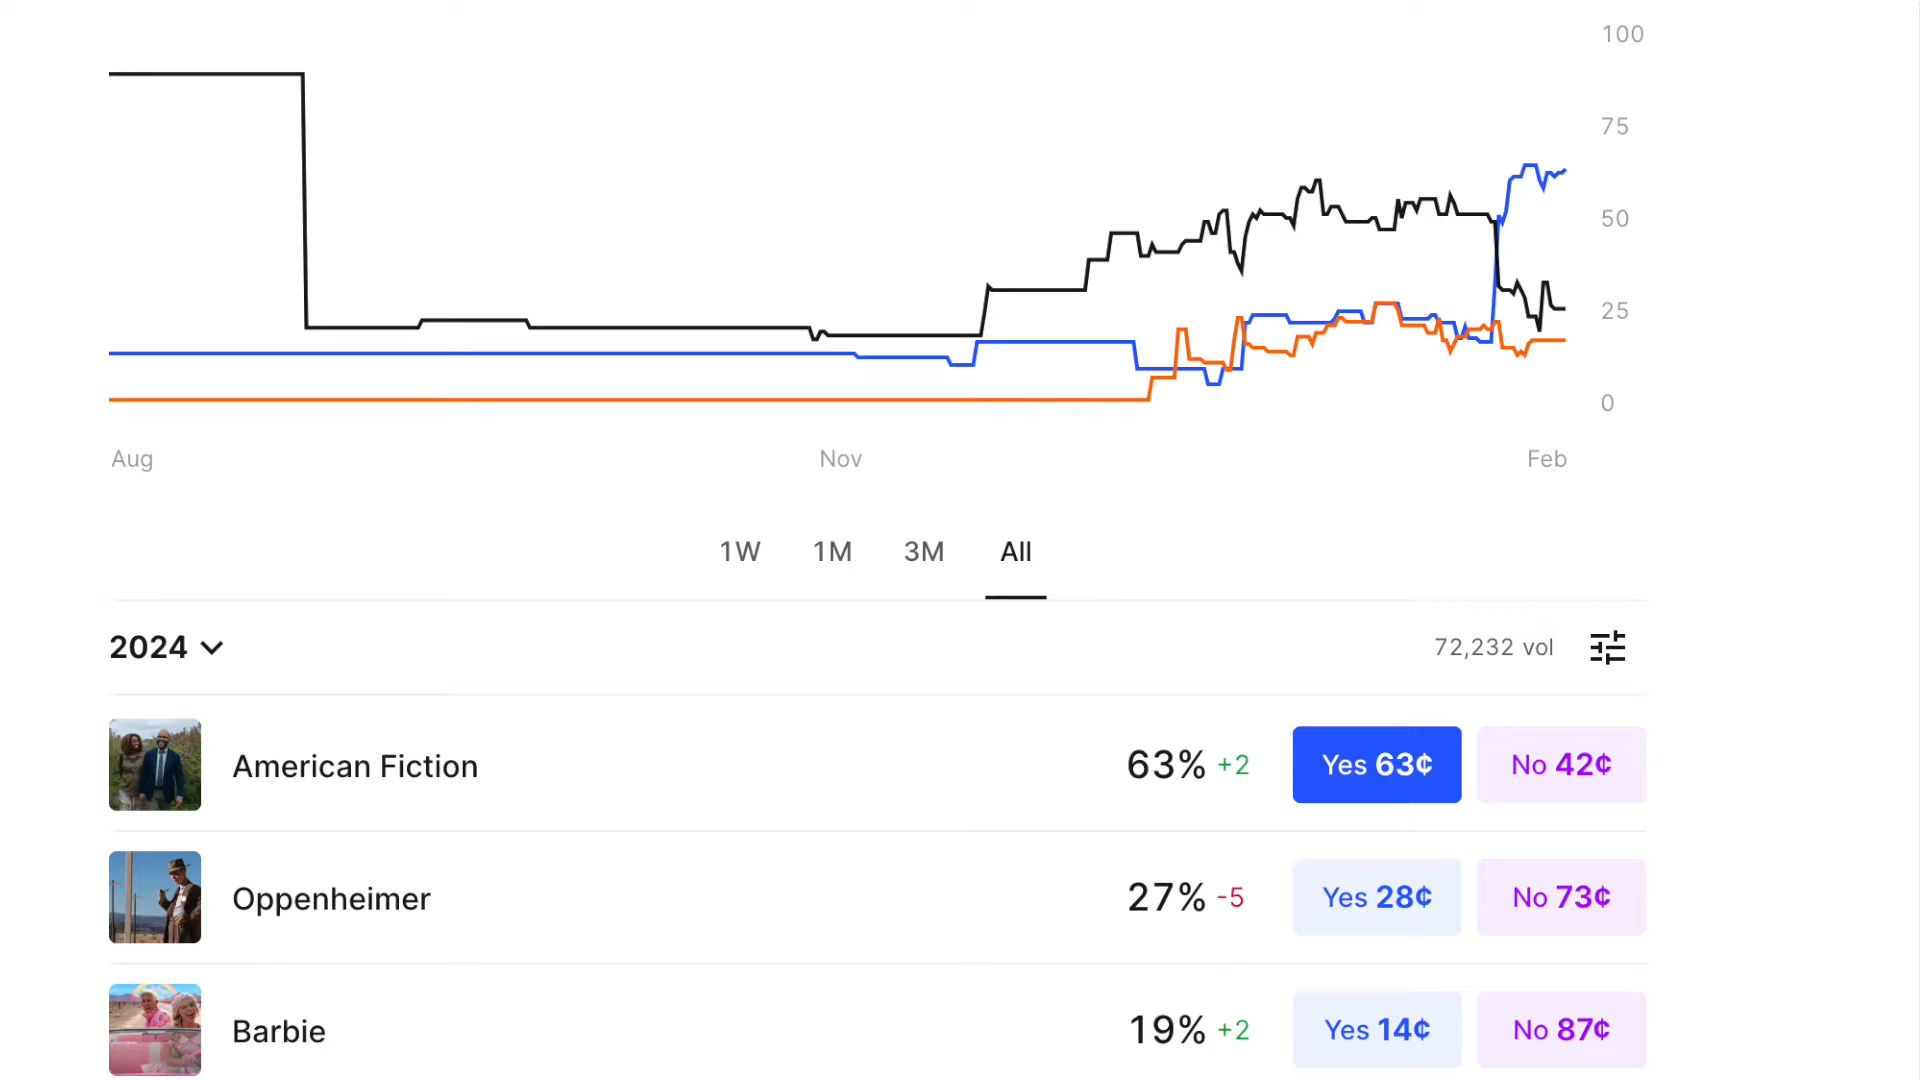 100
75
50
25
0
Aug Nov Feb
1W 1M 3M All
2024 72,232 vol
American Fiction 63% +2 Yes 63¢ No 42¢
Oppenheimer 27% -5 Yes 28¢ No 73¢
Barbie 19% +2 Yes 14¢ No 87¢